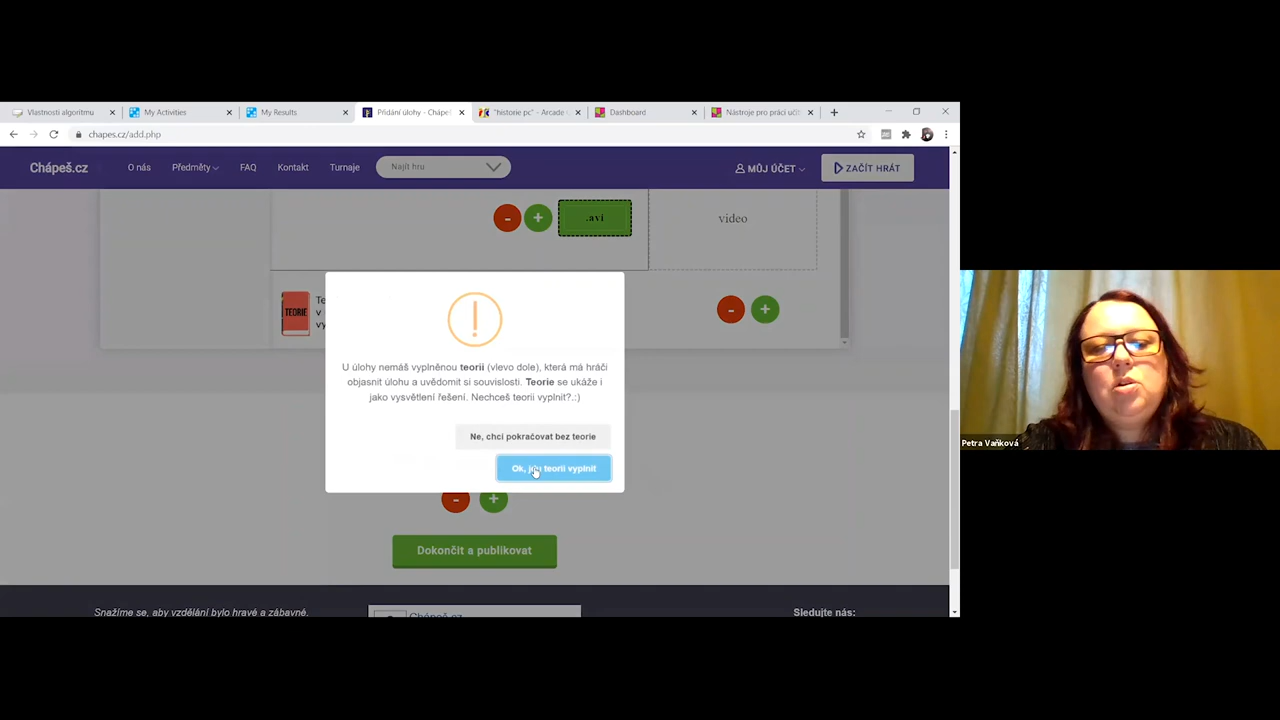 Vlastnosti algoritmu
My Activities
My Results
Přidání úlohy - Chápeš
"historie pc" - Arcade
Dashboard
Nástroje pro práci uči
chapes.cz/add.php
Chápeš.cz
O nás
Předměty
FAQ
Kontakt
Turnaje
Najít hru
MŮJ ÚČET
ZAČÍT HRÁT
-
+
.avi
video
TEORIE
Te
v
vy
-
+
U úlohy nemáš vyplněnou teorii (vlevo dole), která má hráči
objasnit úlohu a uvědomit si souvislosti. Teorie se ukáže i
jako vysvětlení řešení. Nechceš teorii vyplnit?.:)
Ne, chci pokračovat bez teorie
Ok, jdu teorii vyplnit
-
+
Dokončit a publikovat
Snažíme se, aby vzdělání bylo hravé a zábavné.
Chápeš.cz
Sledujte nás:
Petra Vaňková